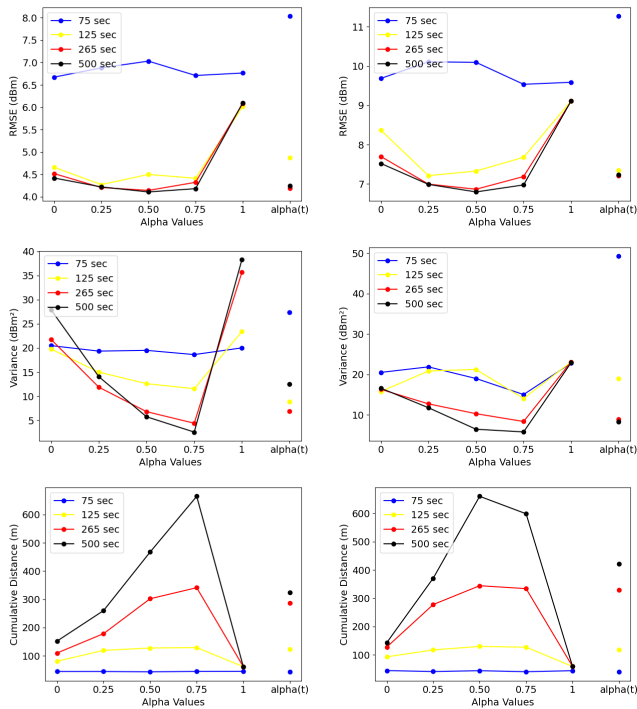 8.0
7.5
7.0
6.5
6.0
5.5
5.0
4.5
4.0
RMSE (dBm)
75 sec
125 sec
265 sec
500 sec
0 0.25 0.50 0.75 1 alpha(t)
Alpha Values
11
10
9
8
7
RMSE (dBm)
75 sec
125 sec
265 sec
500 sec
0 0.25 0.50 0.75 1 alpha(t)
Alpha Values
40
35
30
25
20
15
10
5
Variance (dBm²)
75 sec
125 sec
265 sec
500 sec
0 0.25 0.50 0.75 1 alpha(t)
Alpha Values
50
40
30
20
10
Variance (dBm²)
75 sec
125 sec
265 sec
500 sec
0 0.25 0.50 0.75 1 alpha(t)
Alpha Values
600
500
400
300
200
100
Cumulative Distance (m)
75 sec
125 sec
265 sec
500 sec
0 0.25 0.50 0.75 1 alpha(t)
Alpha Values
600
500
400
300
200
100
Cumulative Distance (m)
75 sec
125 sec
265 sec
500 sec
0 0.25 0.50 0.75 1 alpha(t)
Alpha Values